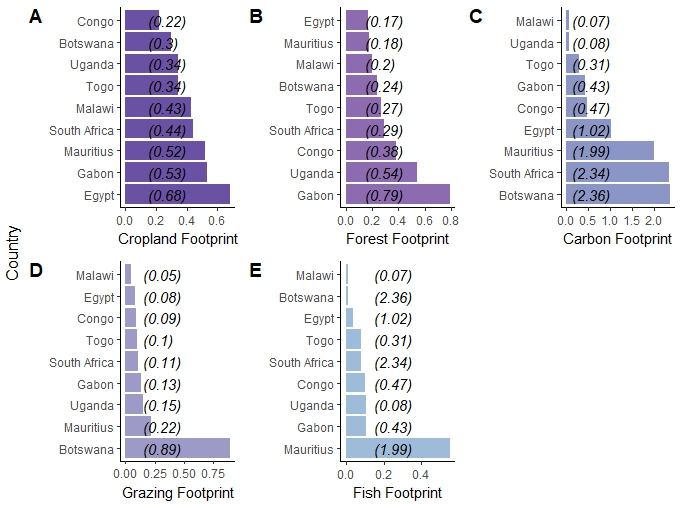 A
Congo (0.22)
Botswana (0.3)
Uganda (0.34)
Togo (0.34)
Malawi (0.43)
South Africa (0.44)
Mauritius (0.52)
Gabon (0.53)
Egypt (0.68)
0.0 0.2 0.4 0.6
Cropland Footprint
B
Egypt (0.17)
Mauritius (0.18)
Malawi (0.2)
Botswana (0.24)
Togo (0.27)
South Africa (0.29)
Congo (0.38)
Uganda (0.54)
Gabon (0.79)
0.0 0.2 0.4 0.6 0.8
Forest Footprint
C
Malawi (0.07)
Uganda (0.08)
Togo (0.31)
Gabon (0.43)
Congo (0.47)
Egypt (1.02)
Mauritius (1.99)
South Africa (2.34)
Botswana (2.36)
0.0 0.5 1.0 1.5 2.0
Carbon Footprint
Country
D
Malawi (0.05)
Egypt (0.08)
Congo (0.09)
Togo (0.1)
South Africa (0.11)
Gabon (0.13)
Uganda (0.15)
Mauritius (0.22)
Botswana (0.89)
0.00 0.25 0.50 0.75
Grazing Footprint
E
Malawi (0.07)
Botswana (2.36)
Egypt (1.02)
Togo (0.31)
South Africa (2.34)
Congo (0.47)
Uganda (0.08)
Gabon (0.43)
Mauritius (1.99)
0.0 0.2 0.4
Fish Footprint